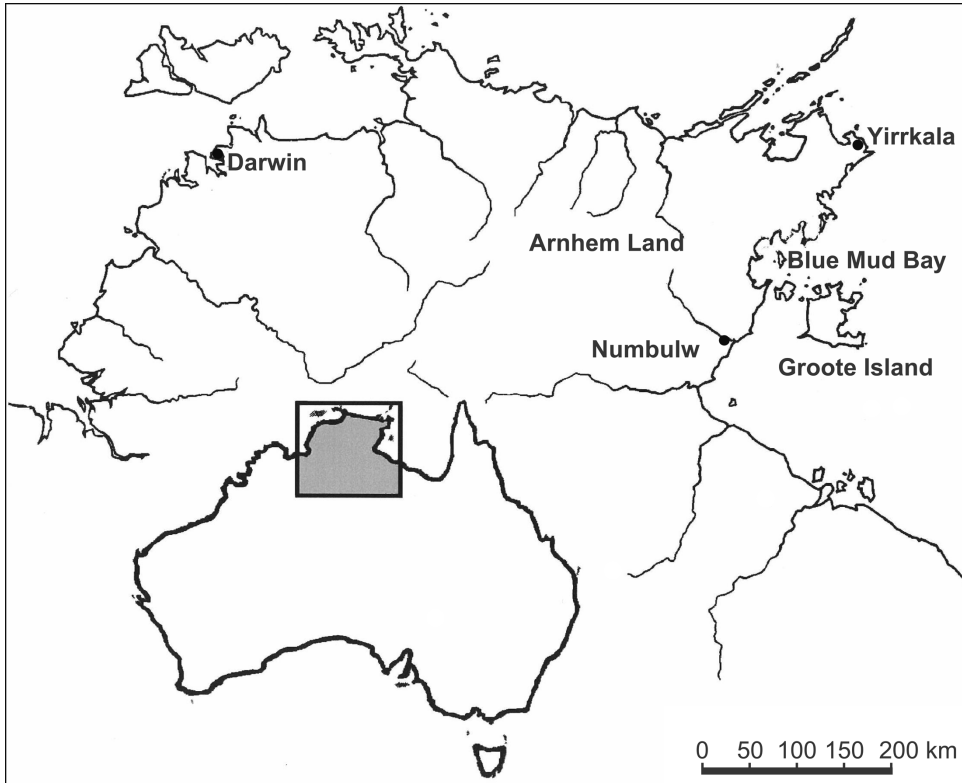 Yirrkala
Darwin
Arnhem Land
Blue Mud Bay
Numbulw
Groote Island
0 50 100 150 200 km